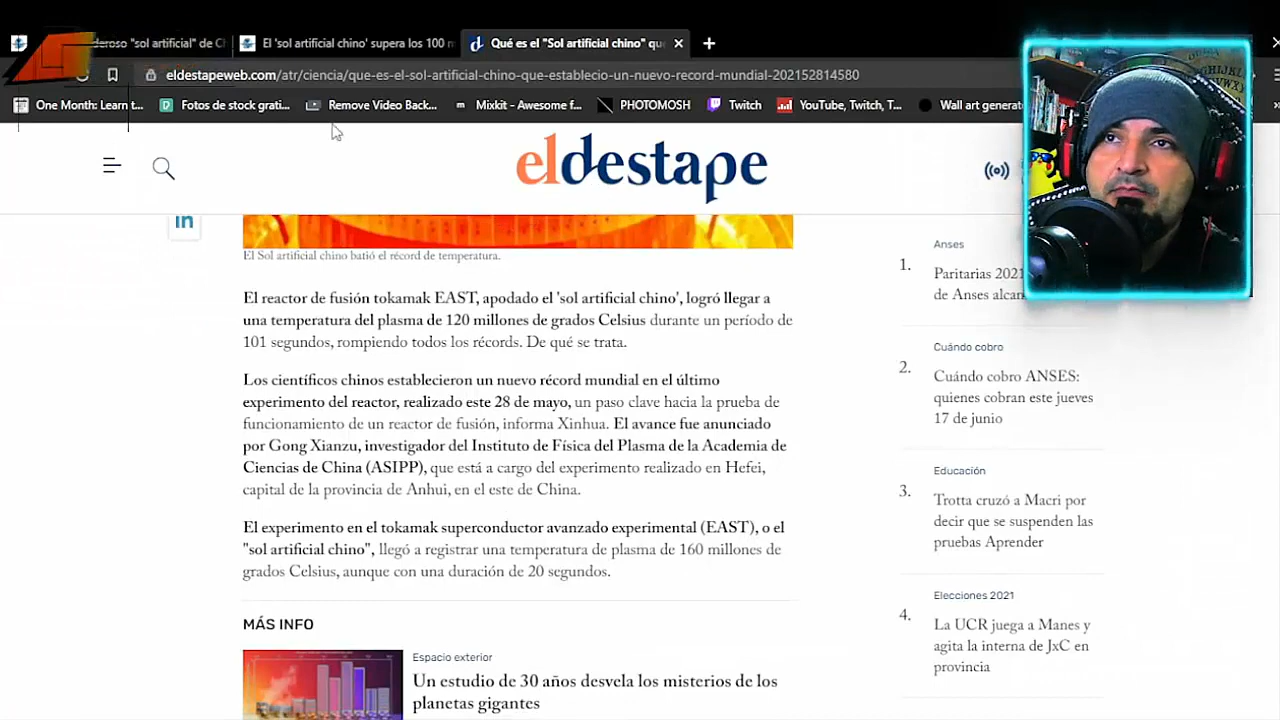 deroso "sol artificial" de C
El 'sol artificial chino' supera los 100 m
Qué es el "Sol artificial chino" qu
eldestapeweb.com/atr/ciencia/que-es-el-sol-artificial-chino-que-establecio-un-nuevo-record-mundial-202152814580
One Month: Learn t...
Fotos de stock grati...
Remove Video Back...
Mixkit - Awesome f...
PHOTOMOSH
Twitch
YouTube, Twitch, T...
Wall art generat
eldestape
in
El Sol artificial chino batió el récord de temperatura.
El reactor de fusión tokamak EAST, apodado el 'sol artificial chino', logró llegar a
una temperatura del plasma de 120 millones de grados Celsius durante un período de
101 segundos, rompiendo todos los récords. De qué se trata.
Los científicos chinos establecieron un nuevo récord mundial en el último
experimento del reactor, realizado este 28 de mayo, un paso clave hacia la prueba de
funcionamiento de un reactor de fusión, informa Xinhua. El avance fue anunciado
por Gong Xianzu, investigador del Instituto de Física del Plasma de la Academia de
Ciencias de China (ASIPP), que está a cargo del experimento realizado en Hefei,
capital de la provincia de Anhui, en el este de China.
El experimento en el tokamak superconductor avanzado experimental (EAST), o el
"sol artificial chino", llegó a registrar una temperatura de plasma de 160 millones de
grados Celsius, aunque con una duración de 20 segundos.
MÁS INFO
Espacio exterior
Un estudio de 30 años desvela los misterios de los
planetas gigantes
Anses
1.
Paritarias 2021
de Anses alcan
Cuándo cobro
2.
Cuándo cobro ANSES:
quienes cobran este jueves
17 de junio
Educación
3.
Trotta cruzó a Macri por
decir que se suspenden las
pruebas Aprender
Elecciones 2021
4.
La UCR juega a Manes y
agita la interna de JxC en
provincia